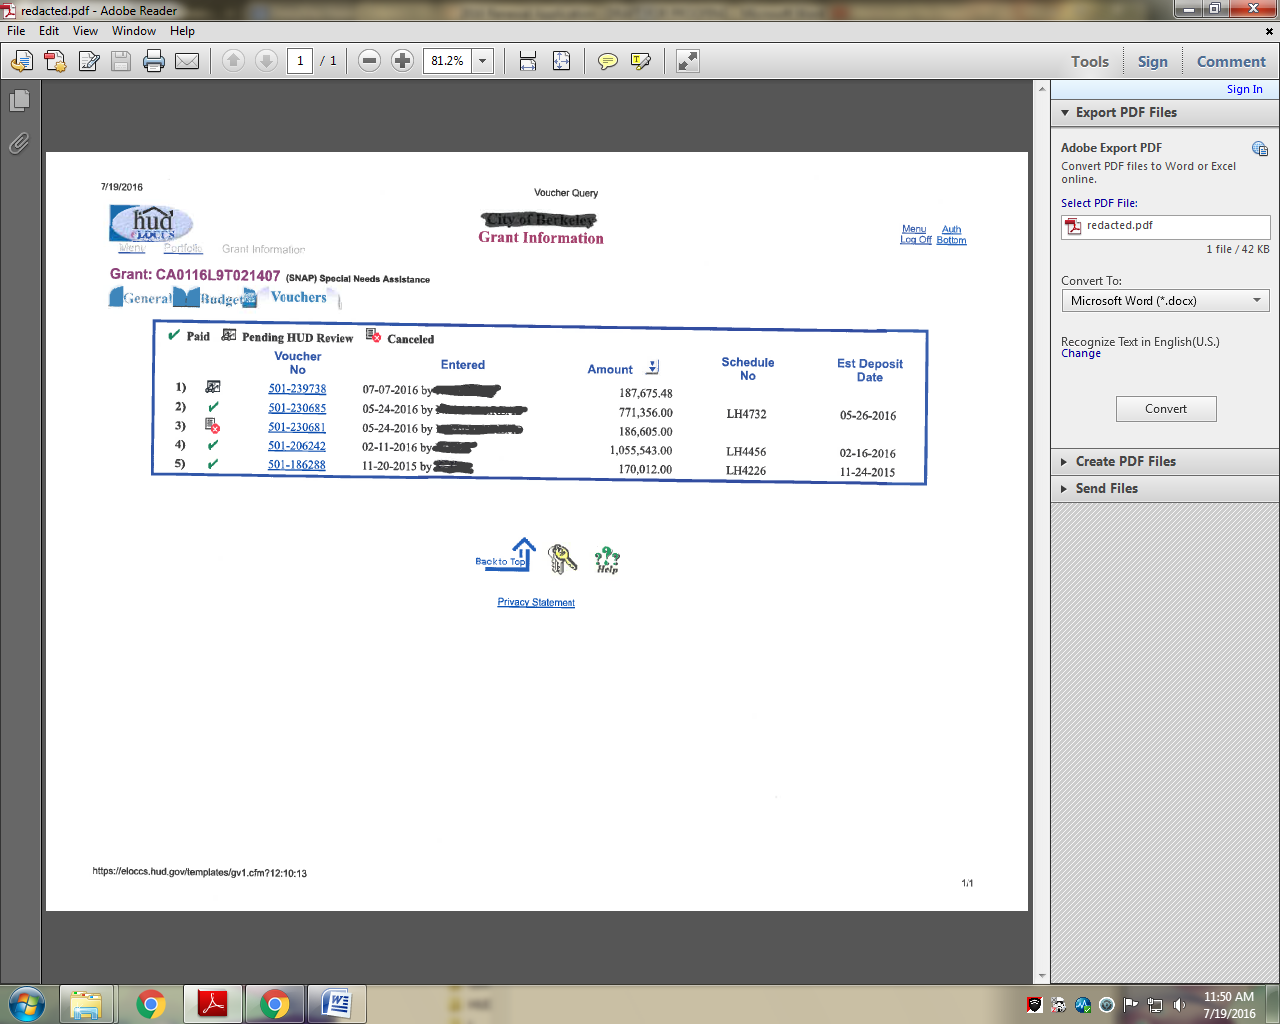 redacted.pdf - Adobe Reader
File Edit View Window Help
1 / 1 81.2% Tools Sign Comment
Sign In
Export PDF Files
Adobe Export PDF
Convert PDF files to Word or Excel
online.
Select PDF File:
redacted.pdf
1 file / 42 KB
Convert To:
Microsoft Word (*.docx)
Recognize Text in English(U.S.)
Change
Convert
Create PDF Files
Send Files
7/19/2016
Voucher Query
hud
eLOCCS
Grant Information
Menu Auth
Log Off Bottom
Menu Portfolio Grant Information
Grant: CA0116L9T021407 (SNAP) Special Needs Assistance
General Budget Vouchers
Paid Pending HUD Review Canceled
Voucher No Entered Amount Schedule No Est Deposit Date
1) 501-239738 07-07-2016 by 187,675.48
2) 501-230685 05-24-2016 by 771,356.00 LH4732 05-26-2016
3) 501-230681 05-24-2016 by 186,605.00
4) 501-206242 02-11-2016 by 1,055,543.00 LH4456 02-16-2016
5) 501-186288 11-20-2015 by 170,012.00 LH4226 11-24-2015
Back to Top
Help
Privacy Statement
https://eloccs.hud.gov/templates/gv1.cfm?12:10:13
1/1
11:50 AM
7/19/2016